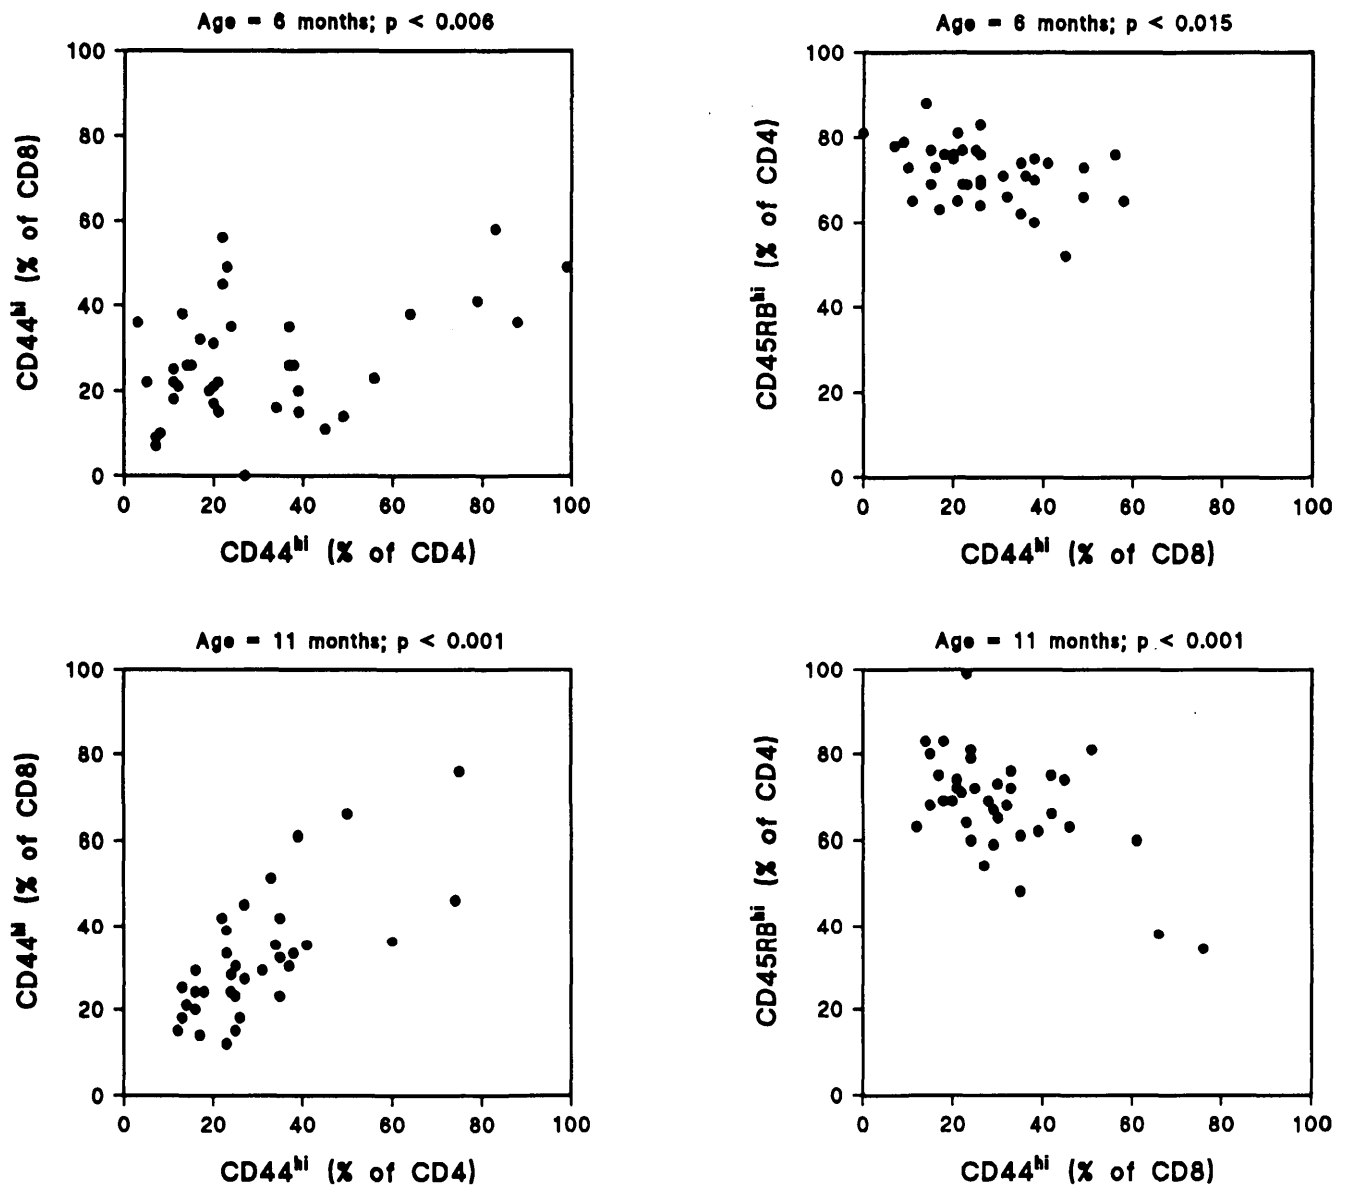 Age = 6 months; p < 0.006
100
80
60
40
20
0
CD44hi (% of CD8)
0 20 40 60 80 100
CD44hi (% of CD4)
Age = 6 months; p < 0.015
100
80
60
40
20
0
CD45RBhi (% of CD4)
0 20 40 60 80 100
CD44hi (% of CD8)
Age = 11 months; p < 0.001
100
80
60
40
20
0
CD44hi (% of CD8)
0 20 40 60 80 100
CD44hi (% of CD4)
Age = 11 months; p < 0.001
100
80
60
40
20
0
CD45RBhi (% of CD4)
0 20 40 60 80 100
CD44hi (% of CD8)